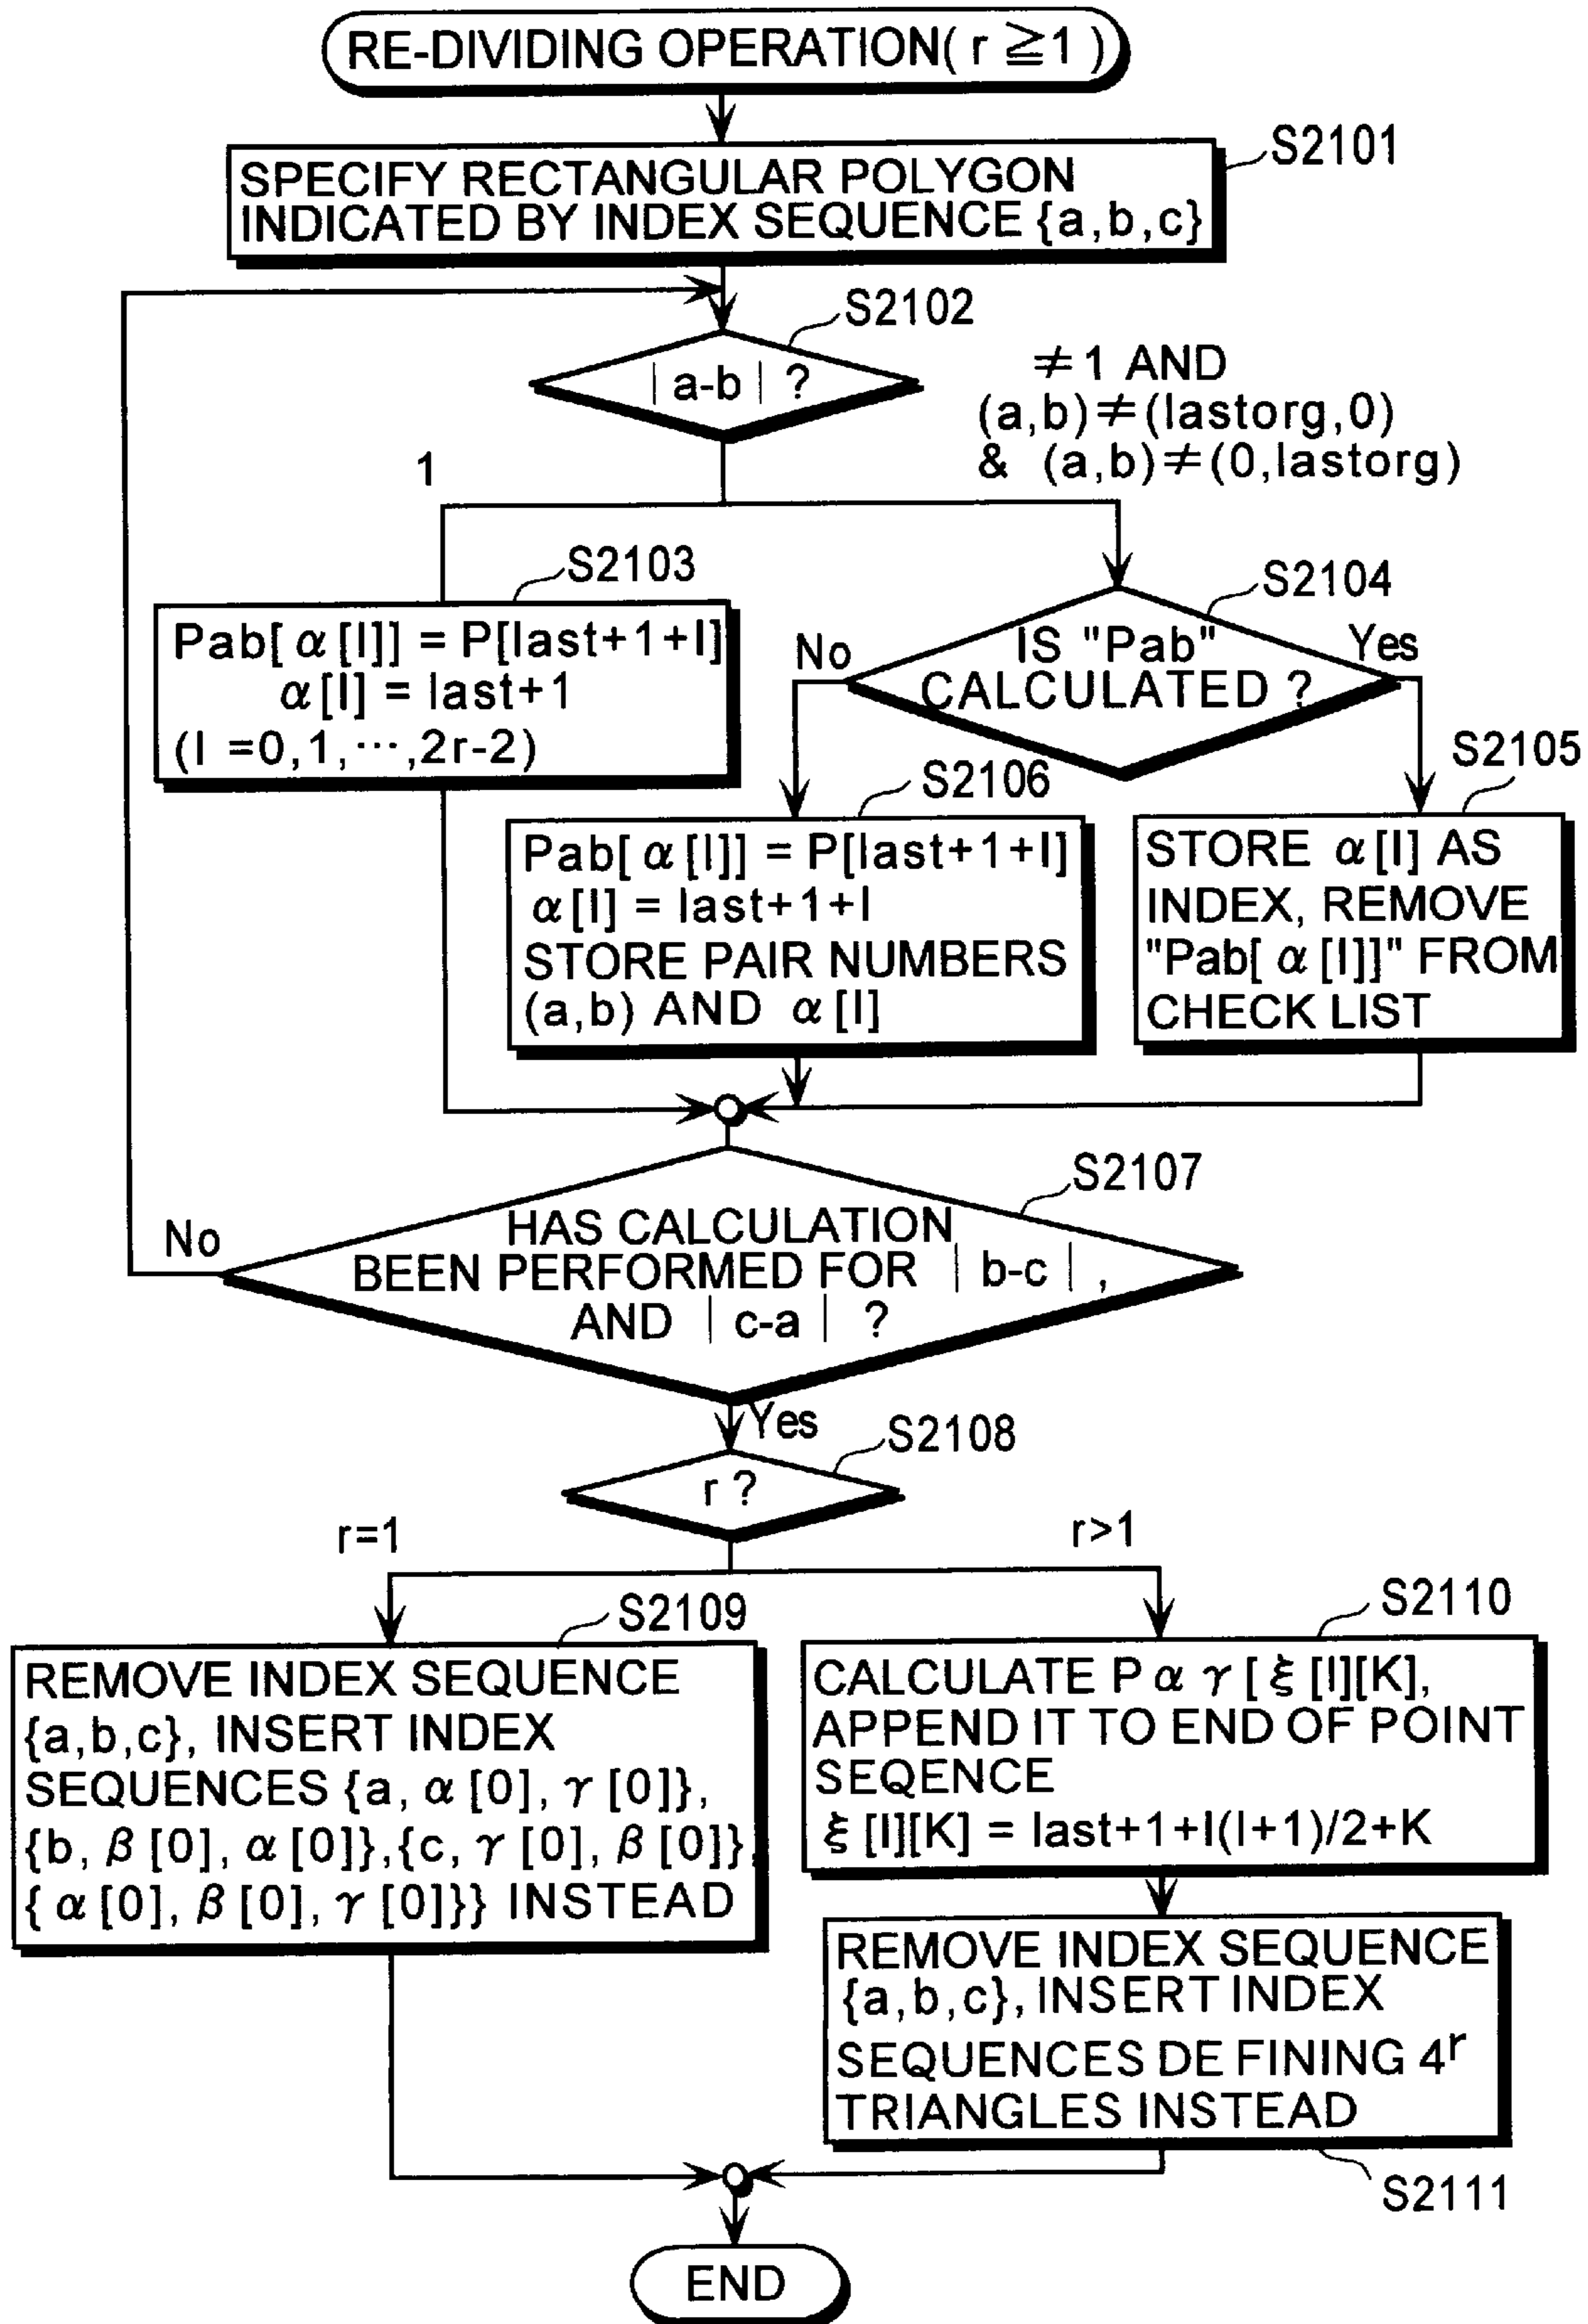 RE-DIVIDING OPERATION( r ≧1 )
S2101
SPECIFY RECTANGULAR POLYGON
INDICATED BY INDEX SEQUENCE {a,b,c}
S2102
| a-b | ?
≠1 AND
(a,b)≠(lastorg,0)
& (a,b)≠(0,lastorg)
1
S2103
Pab[ α [I]] = P[last+1+I]
α [I] = last+1
(I =0,1,⋯,2r-2)
S2104
IS "Pab"
CALCULATED ?
No
Yes
S2105
STORE α [I] AS
INDEX, REMOVE
"Pab[ α [I]]" FROM
CHECK LIST
S2106
Pab[ α [I]] = P[last+1+I]
α [I] = last+1+I
STORE PAIR NUMBERS
(a,b) AND α [I]
S2107
HAS CALCULATION
BEEN PERFORMED FOR | b-c | ,
AND | c-a | ?
No
Yes
S2108
r ?
r=1
r>1
S2109
REMOVE INDEX SEQUENCE
{a,b,c}, INSERT INDEX
SEQUENCES {a, α [0], γ [0]},
{b, β [0], α [0]},{c, γ [0], β [0]},
{ α [0], β [0], γ [0]}} INSTEAD
S2110
CALCULATE P α γ [ ξ [I][K],
APPEND IT TO END OF POINT
SEQENCE
ξ [I][K] = last+1+I(I+1)/2+K
REMOVE INDEX SEQUENCE
{a,b,c}, INSERT INDEX
SEQUENCES DE FINING 4ʳ
TRIANGLES INSTEAD
S2111
END